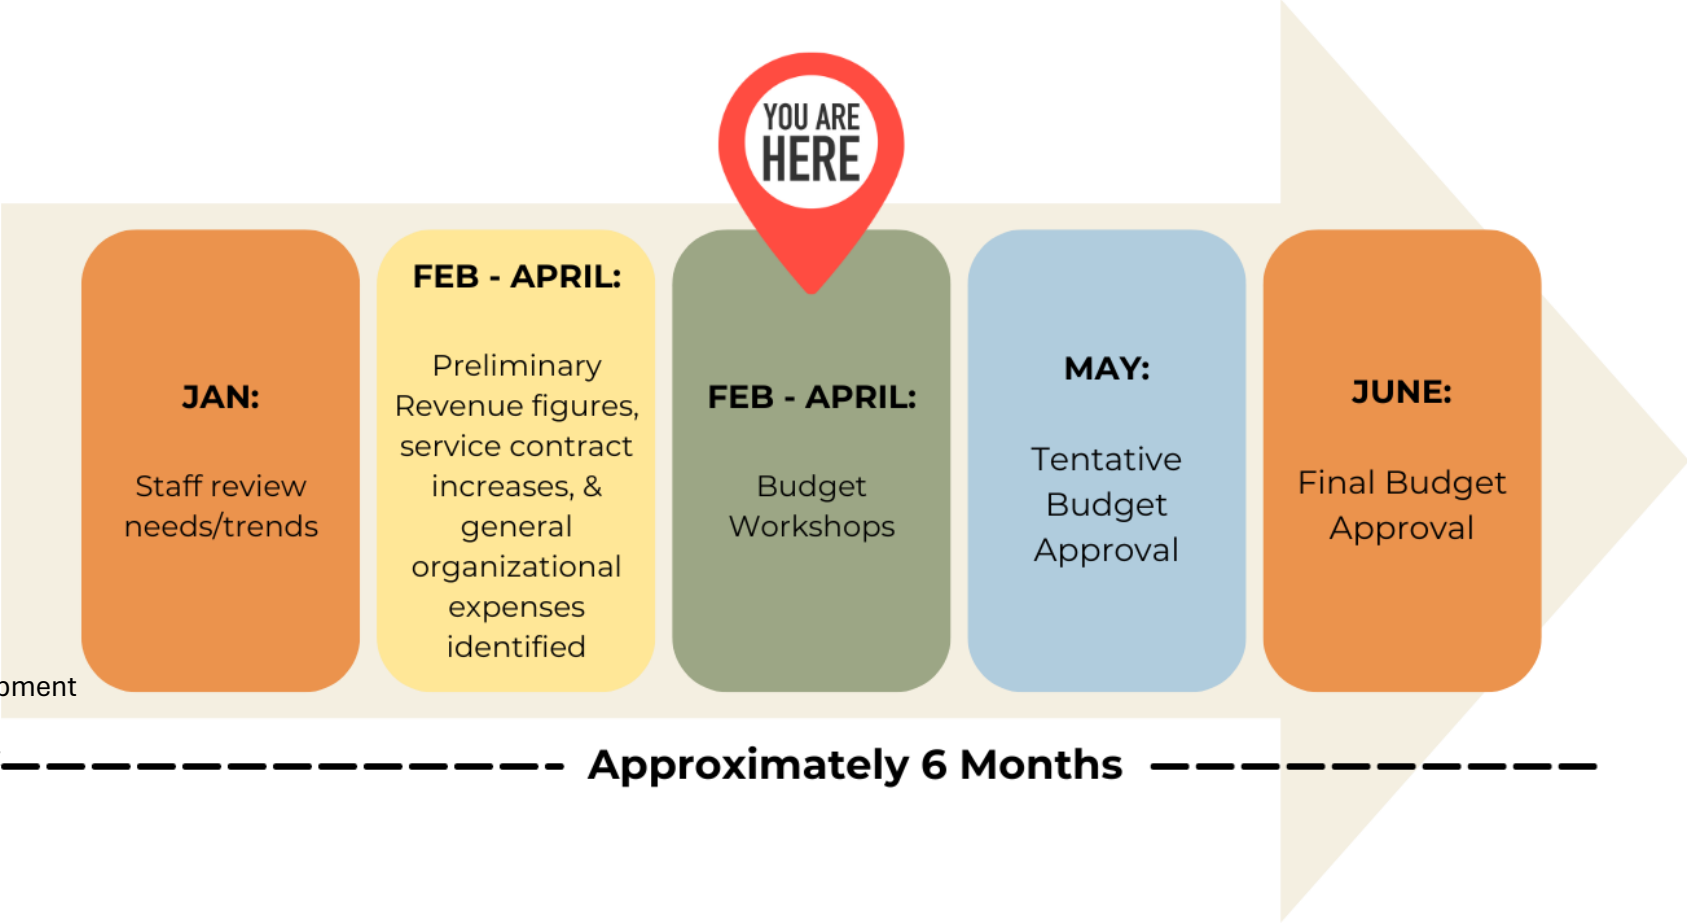 YOU ARE
HERE
JAN:
Staff review
needs/trends
FEB - APRIL:
Preliminary
Revenue figures,
service contract
increases, &
general
organizational
expenses
identified
FEB - APRIL:
Budget
Workshops
MAY:
Tentative
Budget
Approval
JUNE:
Final Budget
Approval
Approximately 6 Months